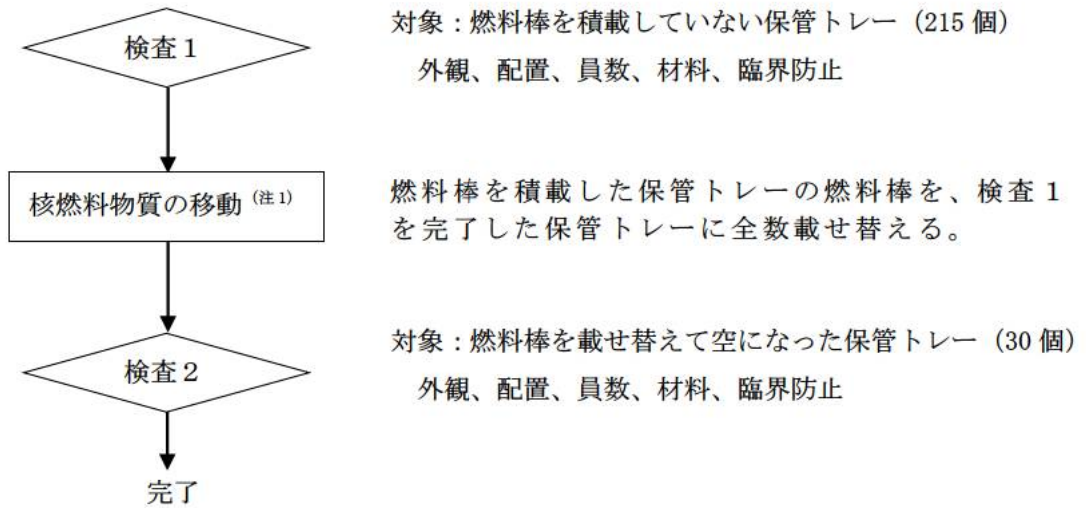 検査1
対象:燃料棒を積載していない保管トレー(215 個)
外観、配置、員数、材料、臨界防止
核燃料物質の移動(注1)
燃料棒を積載した保管トレーの燃料棒を、検査1
を完了した保管トレーに全数載せ替える。
検査2
対象:燃料棒を載せ替えて空になった保管トレー(30 個)
外観、配置、員数、材料、臨界防止
完了